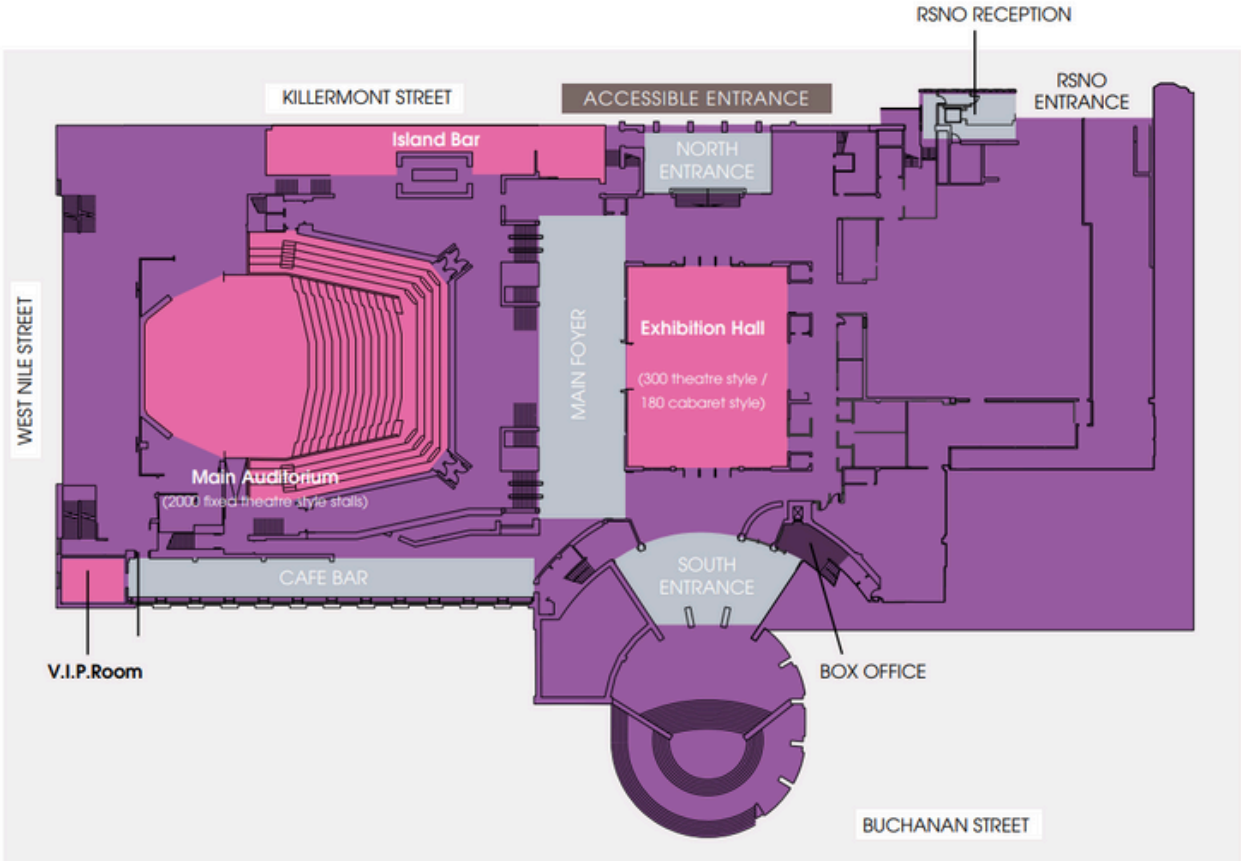 RSNO RECEPTION
RSNO
ENTRANCE
KILLERMONT STREET
ACCESSIBLE ENTRANCE
Island Bar
NORTH
ENTRANCE
WEST NILE STREET
MAIN FOYER
Exhibition Hall
(300 theatre style /
180 cabaret style)
Main Auditorium
(2000 fixed theatre style stalls)
CAFE BAR
SOUTH
ENTRANCE
V.I.P.Room
BOX OFFICE
BUCHANAN STREET